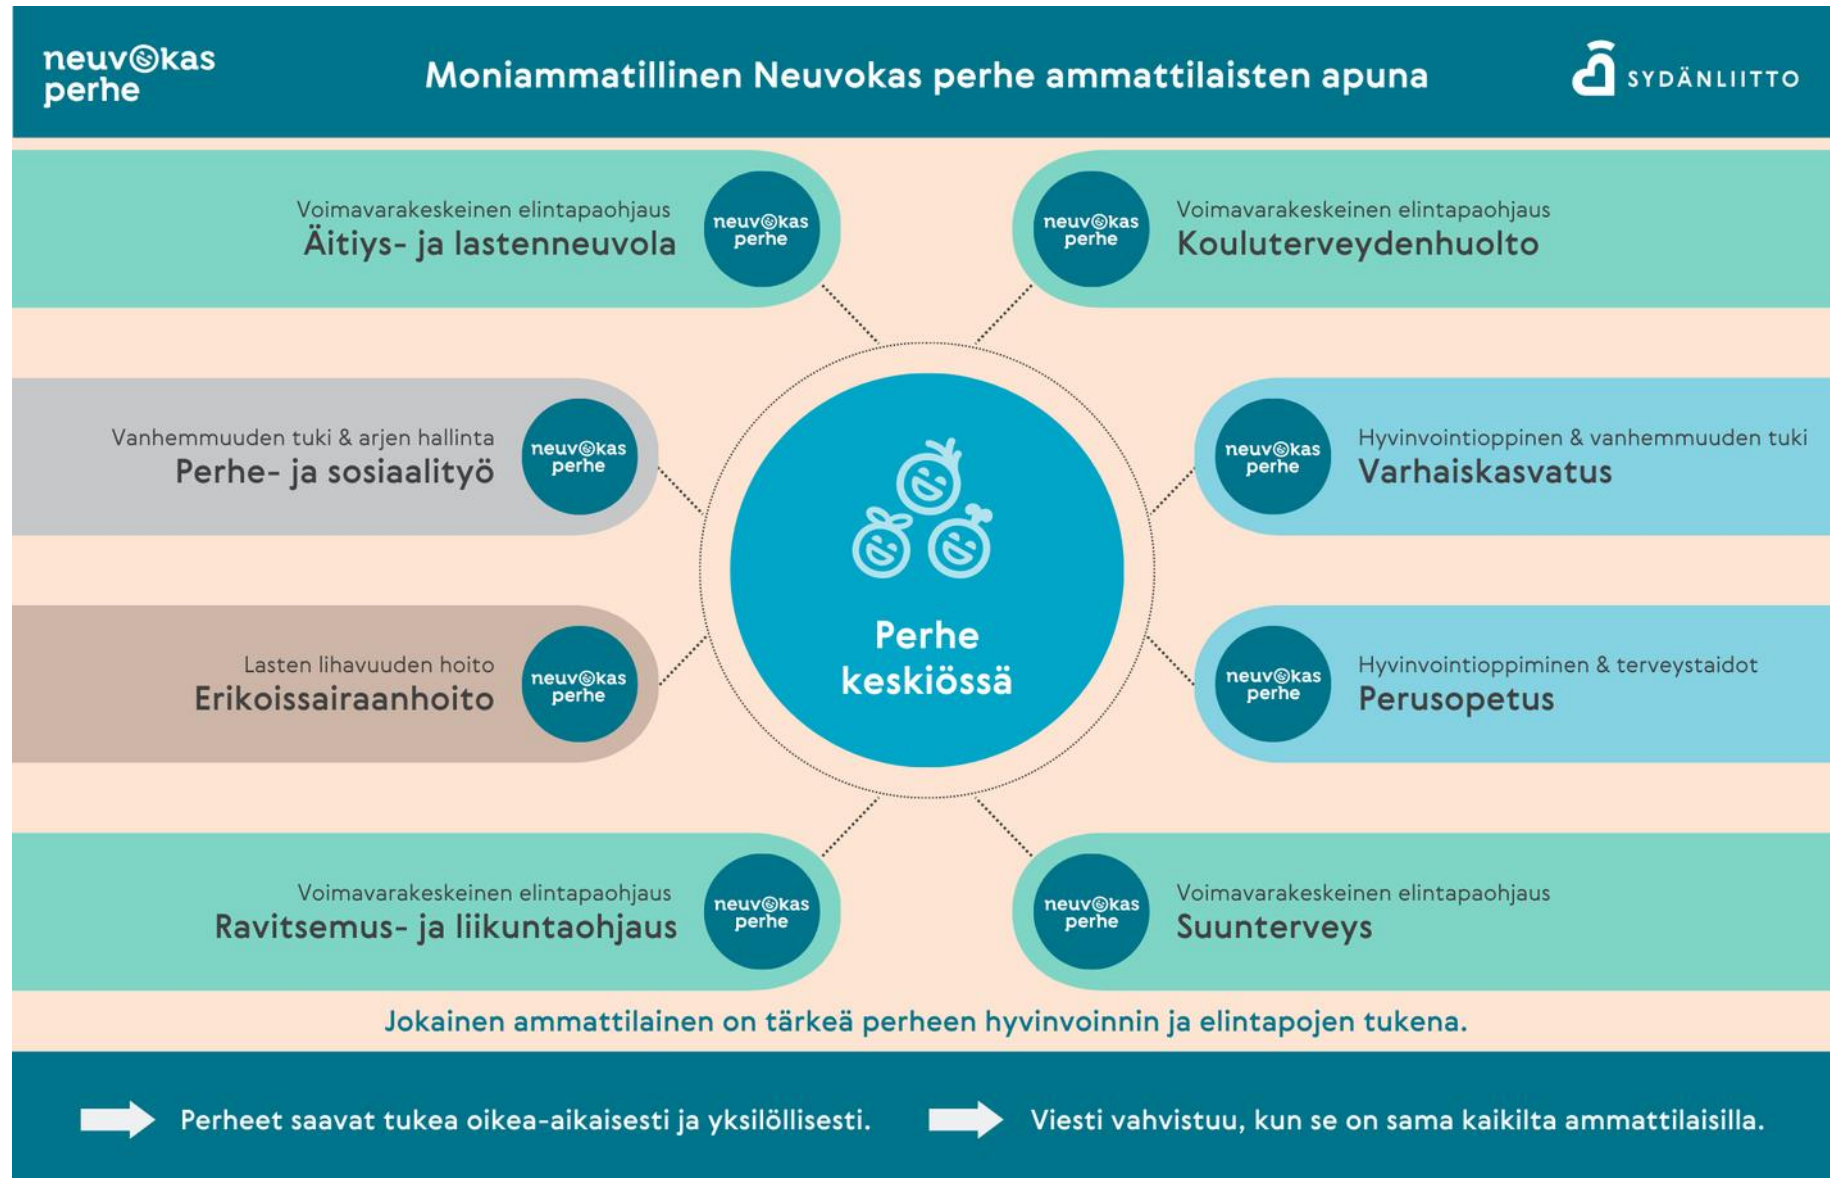 neuvokas
perhe
Moniammatillinen Neuvokas perhe ammattilaisten apuna
SYDÄNLIITTO
Voimavarakeskeinen elintapaohjaus
Äitiys- ja lastenneuvola
neuvokas
perhe
neuvokas
perhe
Voimavarakeskeinen elintapaohjaus
Kouluterveydenhuolto
Vanhemmuuden tuki & arjen hallinta
Perhe- ja sosiaalityö
neuvokas
perhe
neuvokas
perhe
Hyvinvointioppinen & vanhemmuuden tuki
Varhaiskasvatus
Perhe
keskiössä
Lasten lihavuuden hoito
Erikoissairaanhoito
neuvokas
perhe
neuvokas
perhe
Hyvinvointioppiminen & terveystaidot
Perusopetus
Voimavarakeskeinen elintapaohjaus
Ravitsemus- ja liikuntaohjaus
neuvokas
perhe
neuvokas
perhe
Voimavarakeskeinen elintapaohjaus
Suunterveys
Jokainen ammattilainen on tärkeä perheen hyvinvoinnin ja elintapojen tukena.
Perheet saavat tukea oikea-aikaisesti ja yksilöllisesti.
Viesti vahvistuu, kun se on sama kaikilta ammattilaisilla.